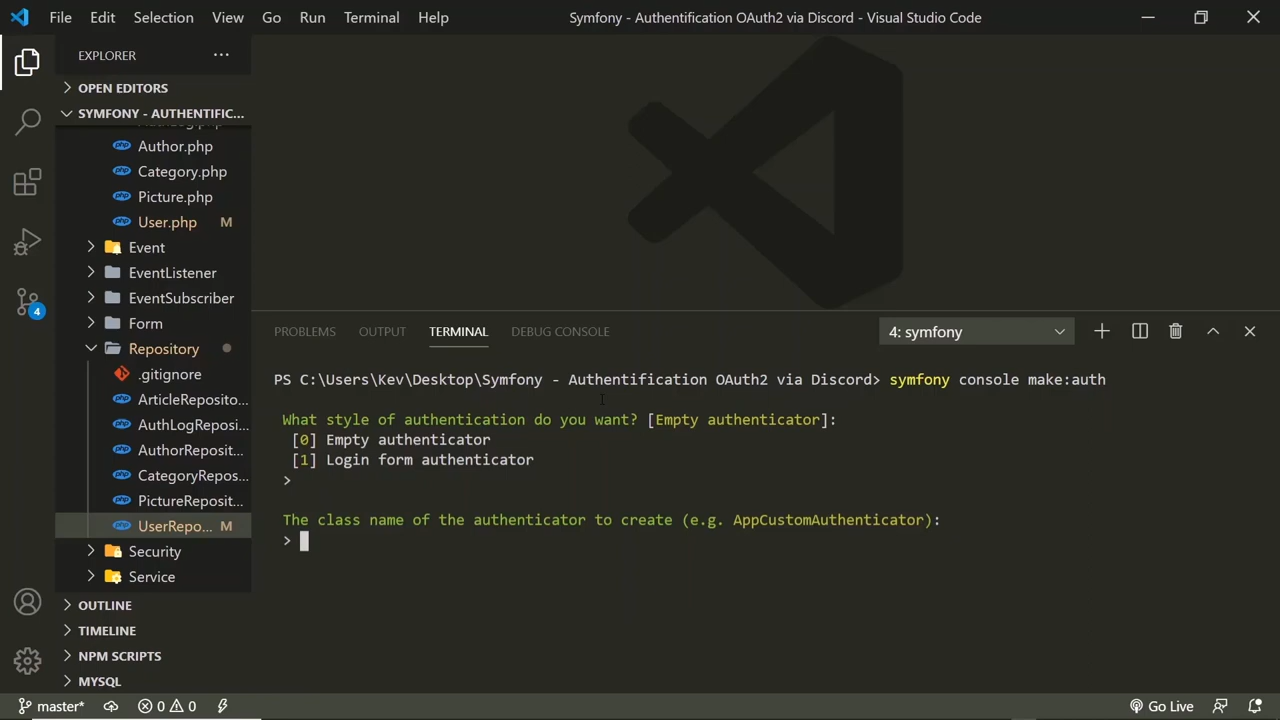 File Edit Selection View Go Run Terminal Help
Symfony - Authentification OAuth2 via Discord - Visual Studio Code
EXPLORER
OPEN EDITORS
SYMFONY - AUTHENTIFIC...
Author.php
Category.php
Picture.php
User.php M
Event
EventListener
EventSubscriber
Form
Repository
.gitignore
ArticleReposito...
AuthLogReposi...
AuthorReposit...
CategoryRepos...
PictureReposit...
UserRepo... M
Security
Service
OUTLINE
TIMELINE
NPM SCRIPTS
MYSQL
4
PROBLEMS OUTPUT TERMINAL DEBUG CONSOLE
4: symfony
PS C:\Users\Kev\Desktop\Symfony - Authentification OAuth2 via Discord> symfony console make:auth
What style of authentication do you want? [Empty authenticator]:
[0] Empty authenticator
[1] Login form authenticator
>
The class name of the authenticator to create (e.g. AppCustomAuthenticator):
>
master* 0 0 Go Live